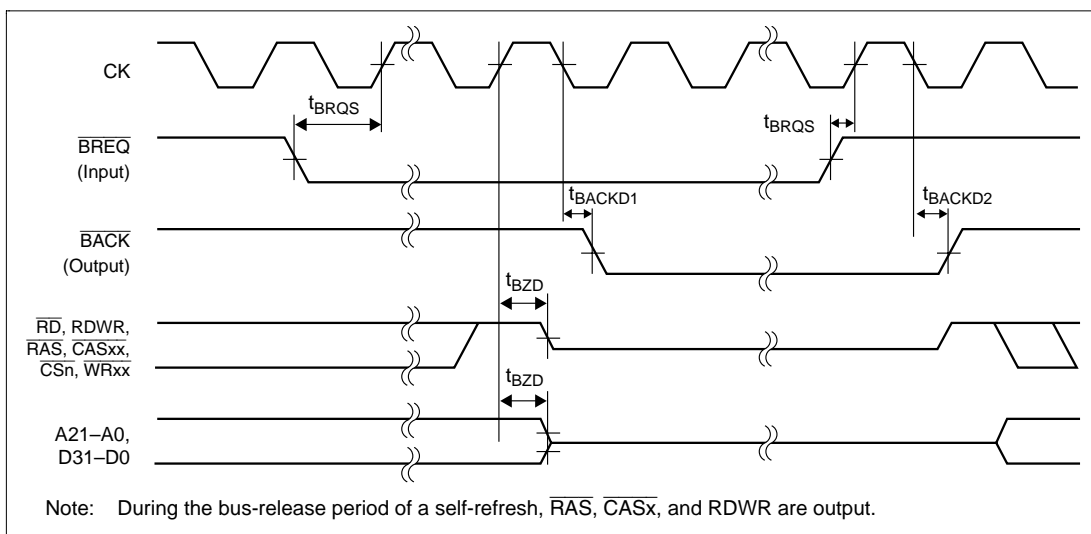 CK
tBRQS
tBRQS
BREQ
(Input)
tBACKD1
tBACKD2
BACK
(Output)
tBZD
RD, RDWR,
RAS, CASxx,
CSn, WRxx
tBZD
A21–A0,
D31–D0
Note: During the bus-release period of a self-refresh, RAS, CASx, and RDWR are output.